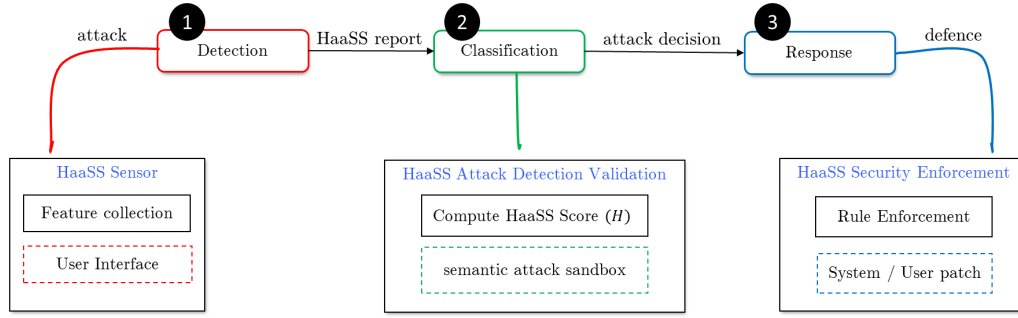 1
2
3
attack
Detection
HaaSS report
Classification
attack decision
Response
defence
HaaSS Sensor
Feature collection
User Interface
HaaSS Attack Detection Validation
Compute HaaSS Score (H)
semantic attack sandbox
HaaSS Security Enforcement
Rule Enforcement
System / User patch